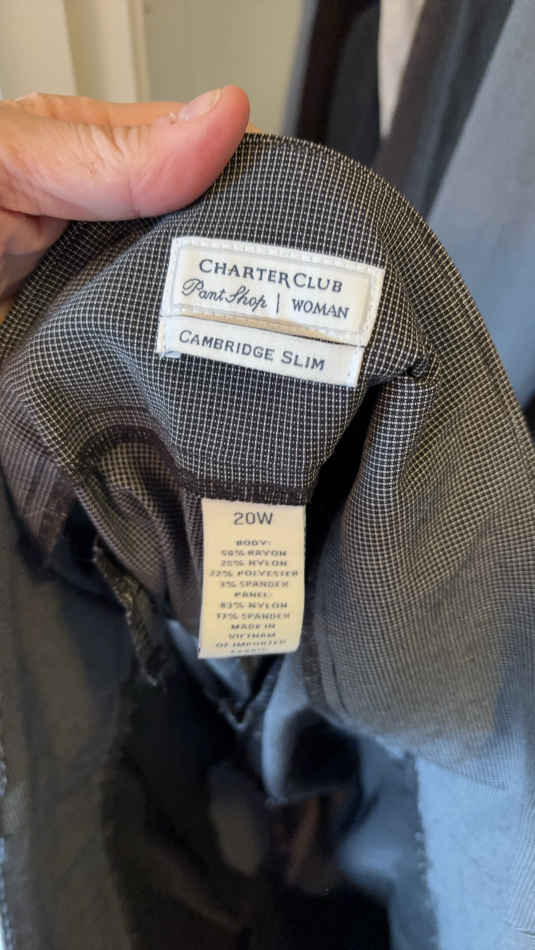 CHARTER CLUB
Pant Shop | WOMAN
CAMBRIDGE SLIM
20W
BODY:
50% RAYON
25% NYLON
22% POLYESTER
3% SPANDEX
PANEL:
83% NYLON
17% SPANDEX
MADE IN
VIETNAM
OF IMPORTED